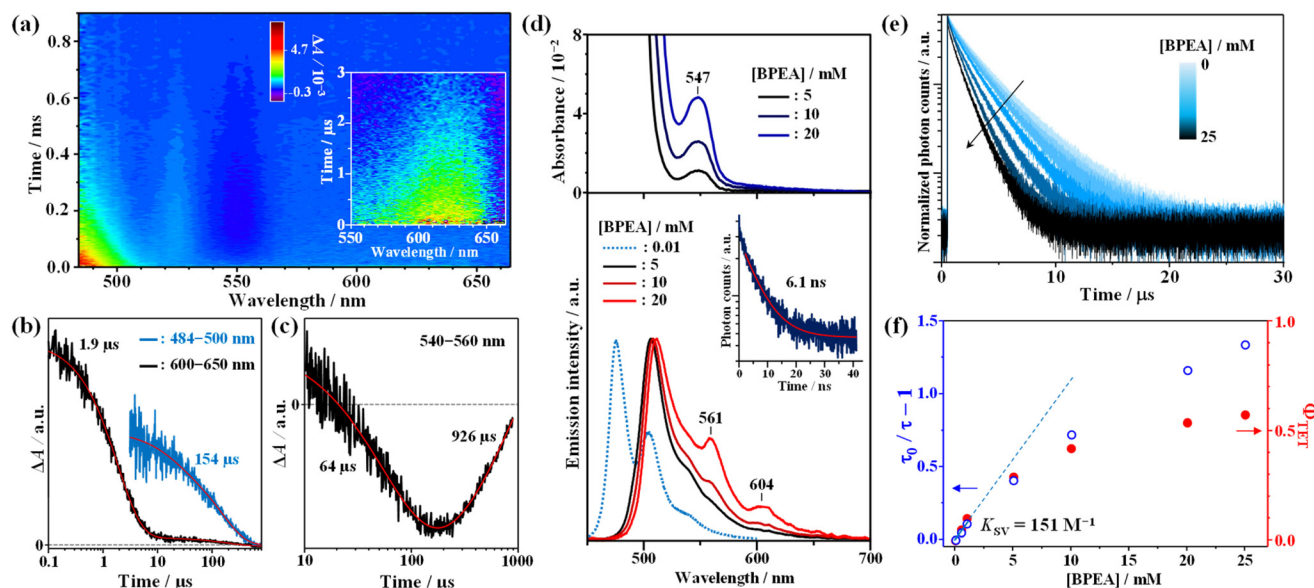 (a)
Time / ms
0.8
0.6
0.4
0.2
0.0
500
550
600
650
Wavelength / nm
4.7
-0.3
ΔA / 10⁻³
Time / μs
3
2
1
0
550
600
650
Wavelength / nm
(b)
1.9 μs
: 484–500 nm
: 600–650 nm
154 μs
ΔA / a.u.
0
0.1
1
10
100
Time / μs
(c)
540–560 nm
0
926 μs
64 μs
ΔA / a.u.
10
100
1000
Time / μs
(d)
Absorbance / 10⁻²
8
4
0
547
[BPEA] / mM
: 5
: 10
: 20
[BPEA] / mM
: 0.01
: 5
: 10
: 20
Emission intensity / a.u.
Photon counts / a.u.
6.1 ns
0
10
20
30
40
Time / ns
561
604
500
600
700
Wavelength / nm
(e)
[BPEA] / mM
0
25
Normalized photon counts / a.u.
0
10
20
30
Time / μs
(f)
1.5
1.25
1.0
0.75
0.5
0.25
0.0
τ₀ / τ − 1
1.0
0.5
0.0
Φ_TET
K_SV = 151 M⁻¹
0
5
10
15
20
25
[BPEA] / mM